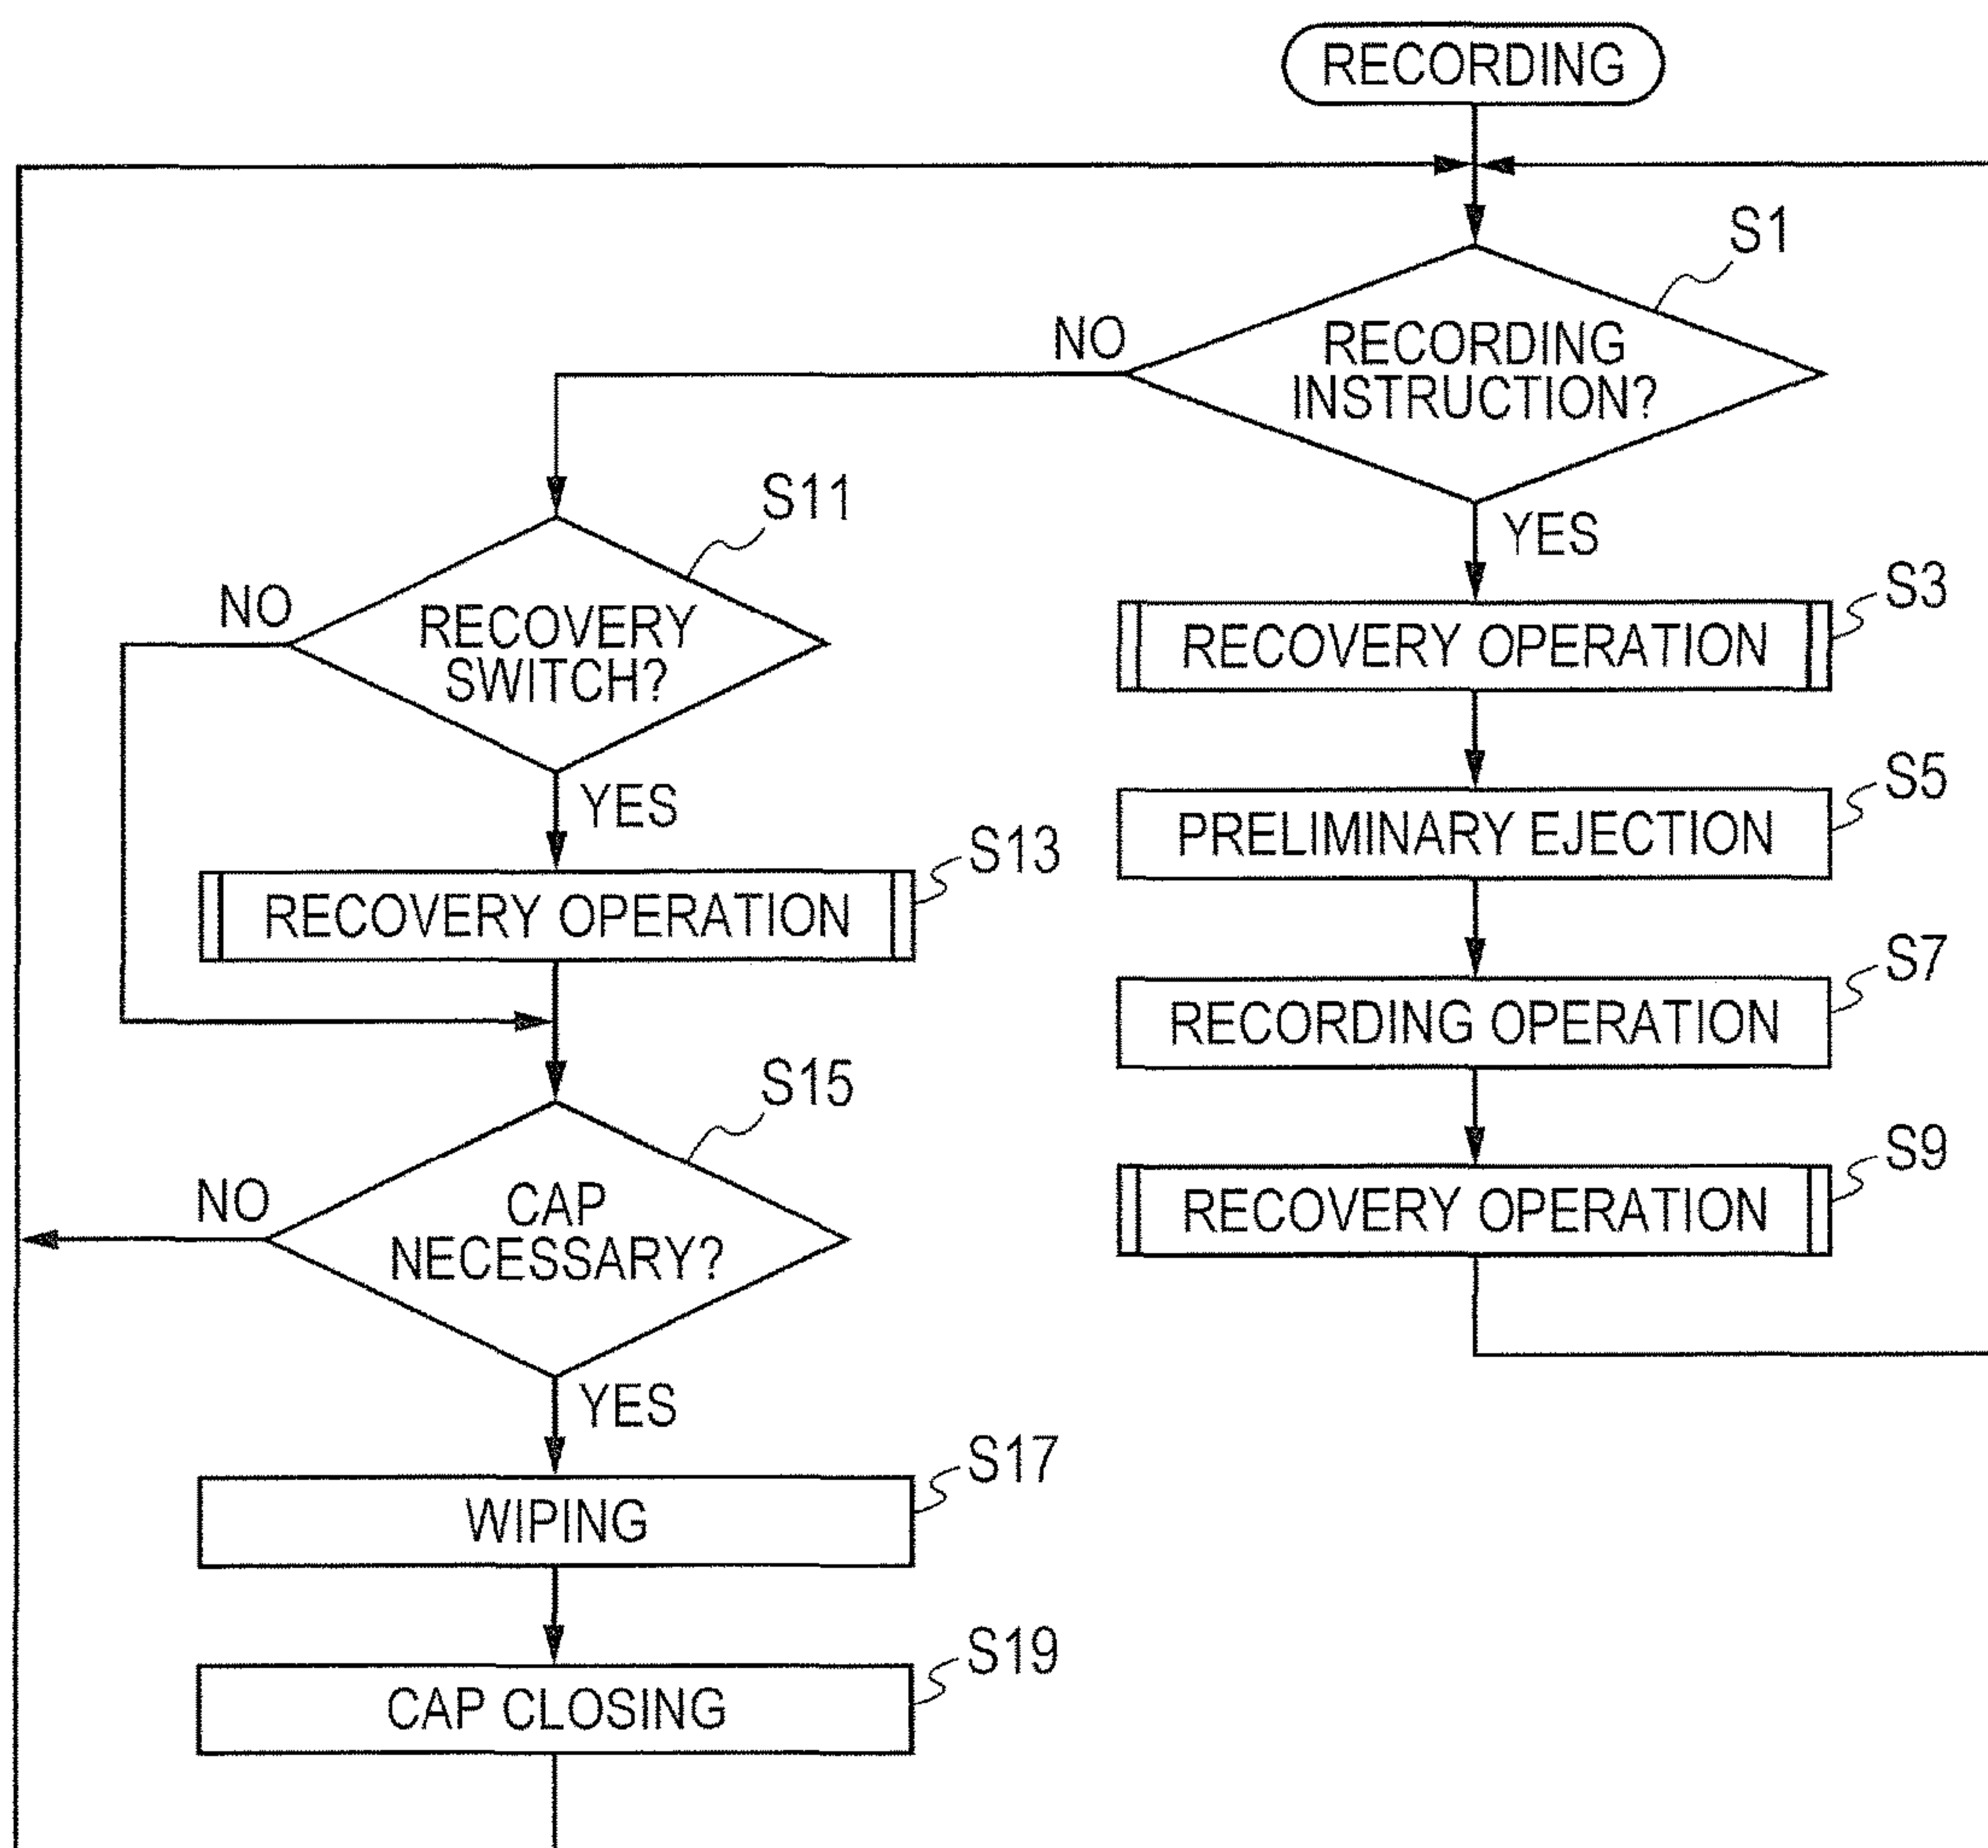 RECORDING
S1
RECORDING
INSTRUCTION?
NO
YES
S11
RECOVERY
SWITCH?
NO
YES
S3
RECOVERY OPERATION
S5
PRELIMINARY EJECTION
S13
RECOVERY OPERATION
S7
RECORDING OPERATION
S15
CAP
NECESSARY?
NO
YES
S9
RECOVERY OPERATION
S17
WIPING
S19
CAP CLOSING